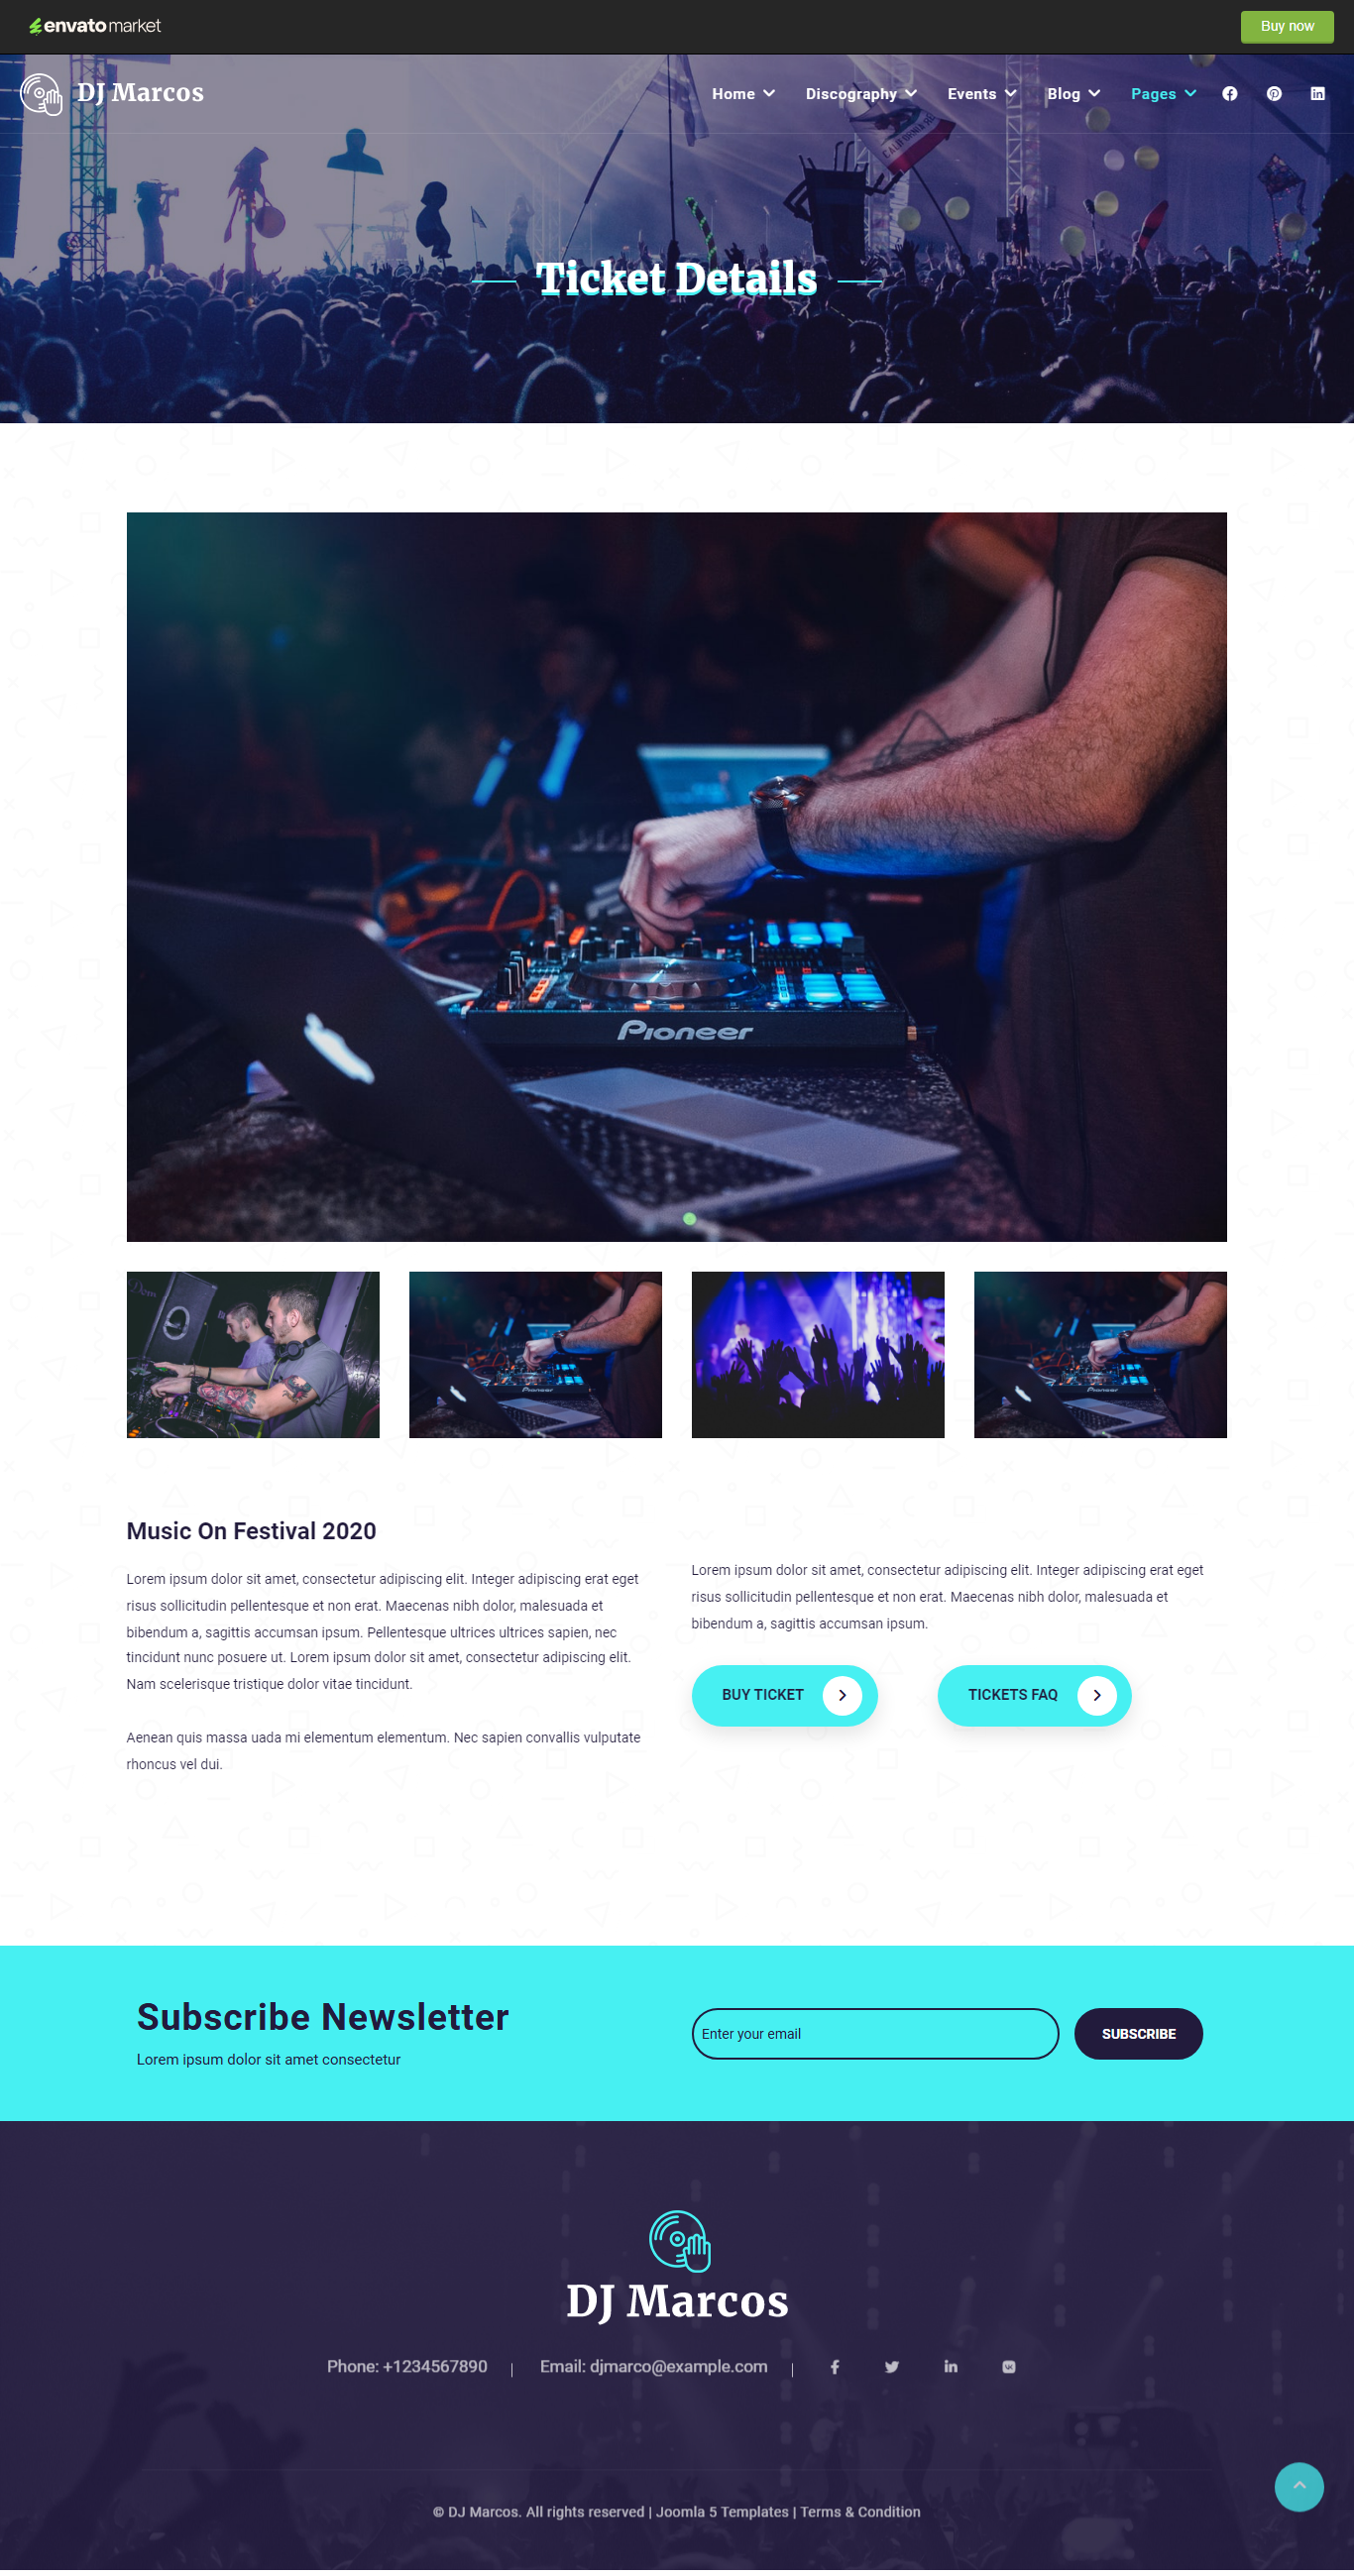 envato market
Buy now
DJ Marcos
Home
Discography
Events
Blog
Pages
CALIFORNIA RE
Ticket Details
Pioneer
Pioneer
Pioneer
Music On Festival 2020
Lorem ipsum dolor sit amet, consectetur adipiscing elit. Integer adipiscing erat eget
risus sollicitudin pellentesque et non erat. Maecenas nibh dolor, malesuada et
bibendum a, sagittis accumsan ipsum. Pellentesque ultrices ultrices sapien, nec
tincidunt nunc posuere ut. Lorem ipsum dolor sit amet, consectetur adipiscing elit.
Nam scelerisque tristique dolor vitae tincidunt.
Aenean quis massa uada mi elementum elementum. Nec sapien convallis vulputate
rhoncus vel dui.
Lorem ipsum dolor sit amet, consectetur adipiscing elit. Integer adipiscing erat eget
risus sollicitudin pellentesque et non erat. Maecenas nibh dolor, malesuada et
bibendum a, sagittis accumsan ipsum.
BUY TICKET
TICKETS FAQ
Subscribe Newsletter
Lorem ipsum dolor sit amet consectetur
Enter your email
SUBSCRIBE
DJ Marcos
Phone: +1234567890
Email: djmarco@example.com
© DJ Marcos. All rights reserved | Joomla 5 Templates | Terms & Condition